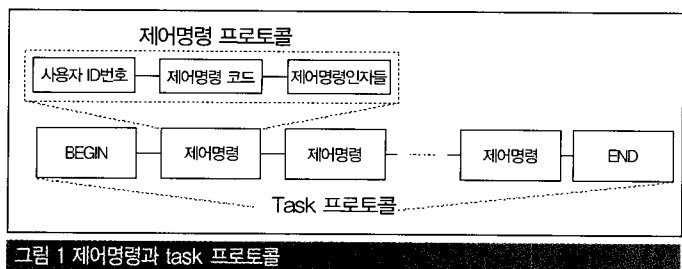 제어명령 프로토콜
사용자 ID번호 제어명령 코드 제어명령인자들
BEGIN 제어명령 제어명령 제어명령 END
Task 프로토콜
그림 1 제어명령과 task 프로토콜